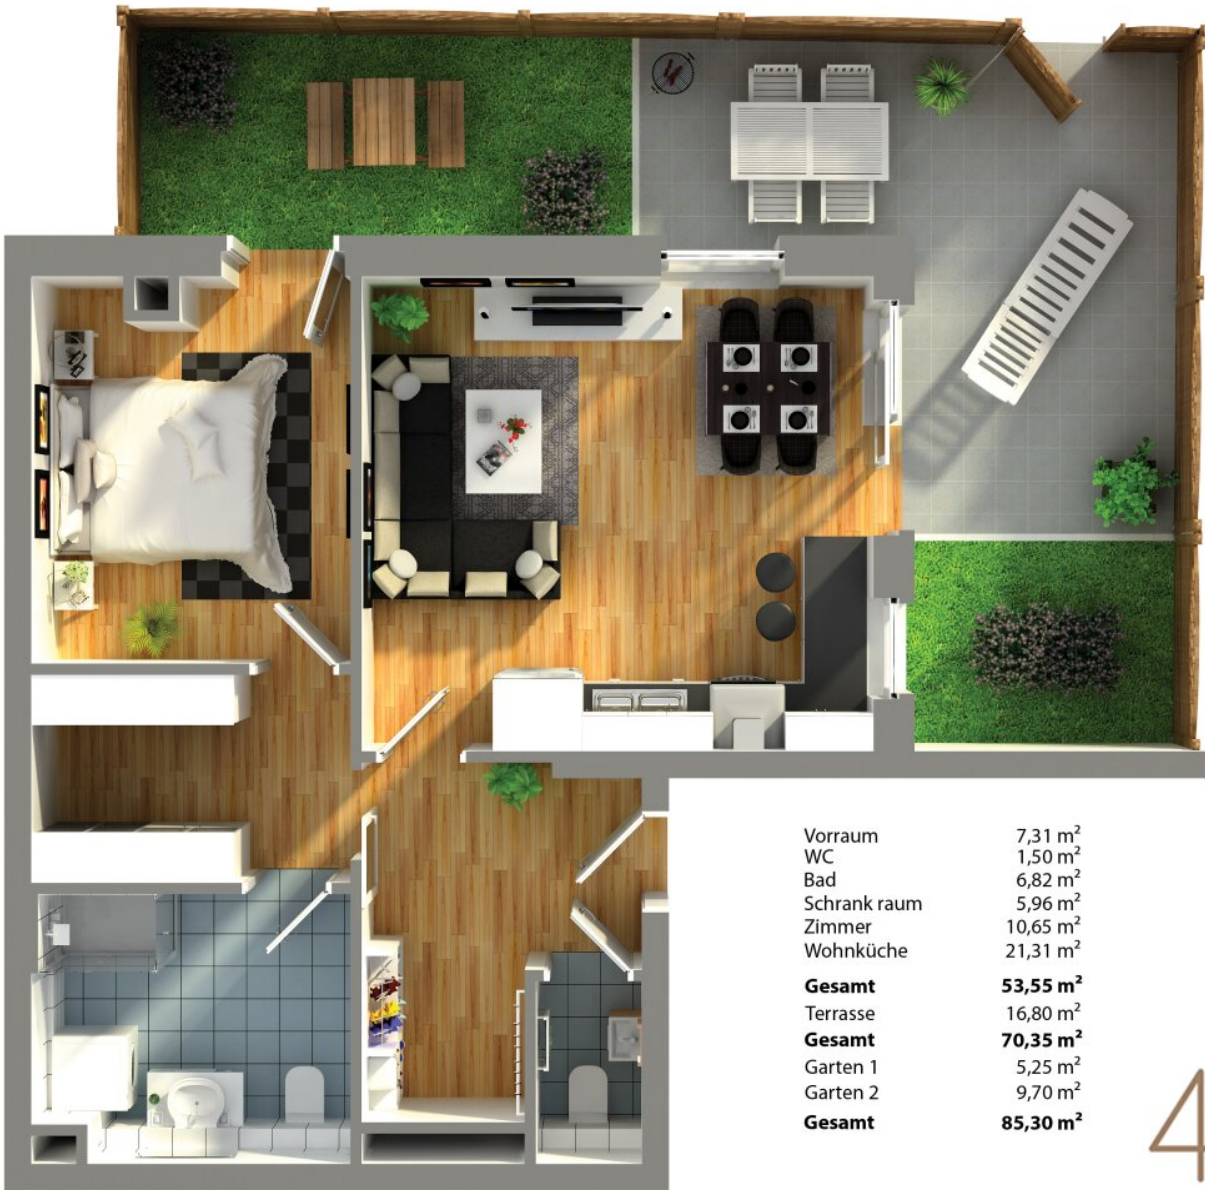 Vorraum 7,31 m²
WC 1,50 m²
Bad 6,82 m²
Schrank raum 5,96 m²
Zimmer 10,65 m²
Wohnküche 21,31 m²
Gesamt 53,55 m²
Terrasse 16,80 m²
Gesamt 70,35 m²
Garten 1 5,25 m²
Garten 2 9,70 m²
Gesamt 85,30 m²
4